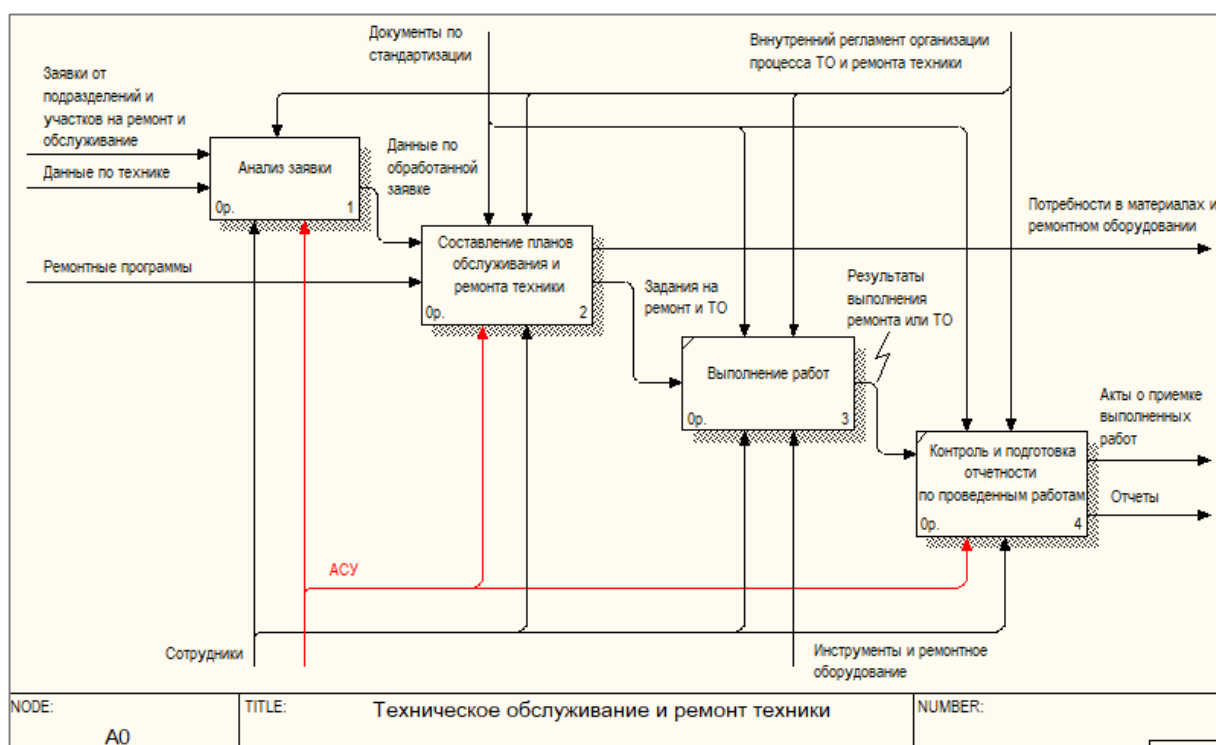 Документы по
стандартизации
Вннутренний регламент организации
процесса ТО и ремонта техники
Заявки от
подразделений и
участков на ремонт и
обслуживание
Данные по технике
Анализ заявки
0р.
1
Данные по
обработанной
заявке
Потребности в материалах и
ремонтном оборудовании
Ремонтные программы
Составление планов
обслуживания и
ремонта техники
0р.
2
Задания на
ремонт и ТО
Результаты
выполнения
ремонта или ТО
Выполнение работ
0р.
3
Акты о приемке
выполненных
работ
Контроль и подготовка
отчетности
по проведенным работам
0р.
4
Отчеты
АСУ
Сотрудники
Инструменты и ремонтное
оборудование
NODE:
A0
TITLE:
Техническое обслуживание и ремонт техники
NUMBER: